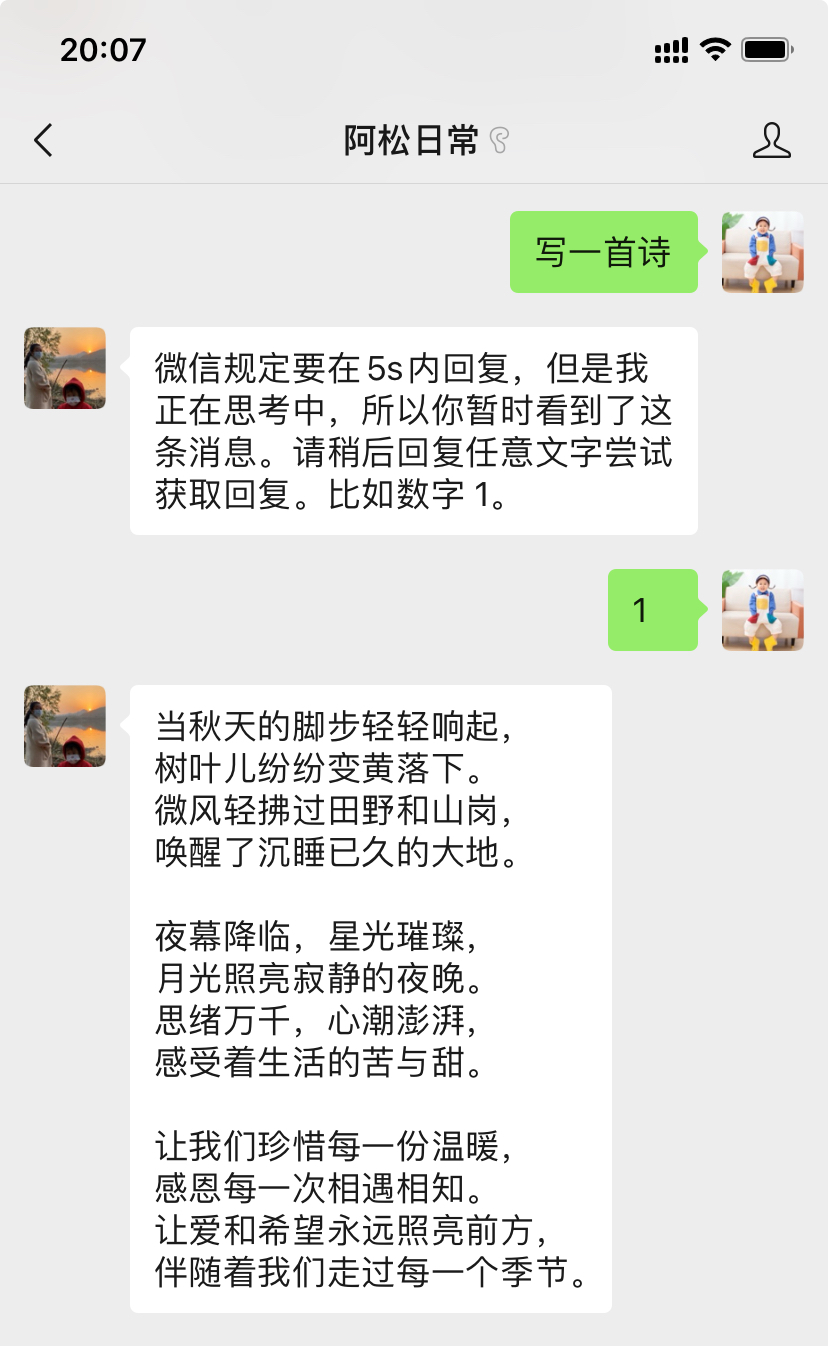 20:07
阿松日常
写一首诗
微信规定要在5s内回复，但是我
正在思考中，所以你暂时看到了这
条消息。请稍后回复任意文字尝试
获取回复。比如数字 1。
1
当秋天的脚步轻轻响起，
树叶儿纷纷变黄落下。
微风轻拂过田野和山岗，
唤醒了沉睡已久的大地。
夜幕降临，星光璀璨，
月光照亮寂静的夜晚。
思绪万千，心潮澎湃，
感受着生活的苦与甜。
让我们珍惜每一份温暖，
感恩每一次相遇相知。
让爱和希望永远照亮前方，
伴随着我们走过每一个季节。